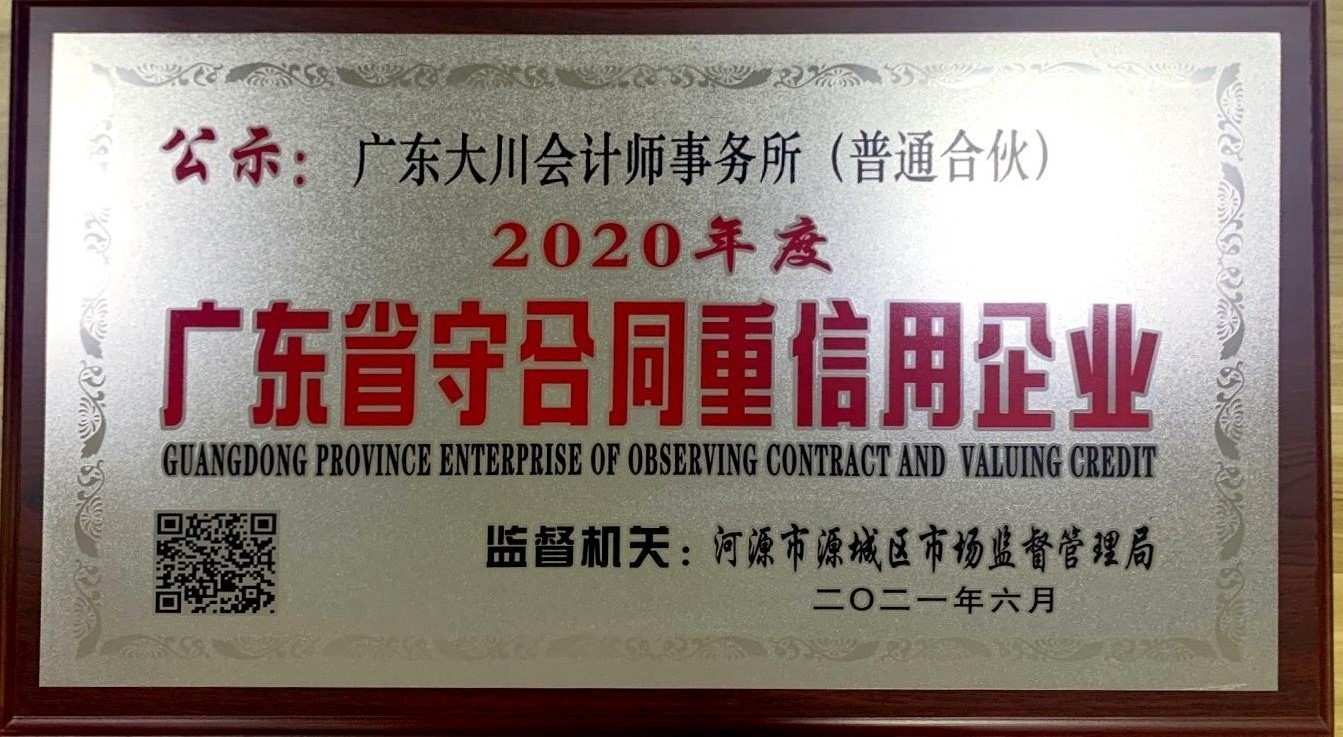 公示：广东大川会计师事务所（普通合伙）
2020年度
广东省守合同重信用企业
GUANGDONG PROVINCE ENTERPRISE OF OBSERVING CONTRACT AND VALUING CREDIT
监督机关：河源市源城区市场监督管理局
二〇二一年六月